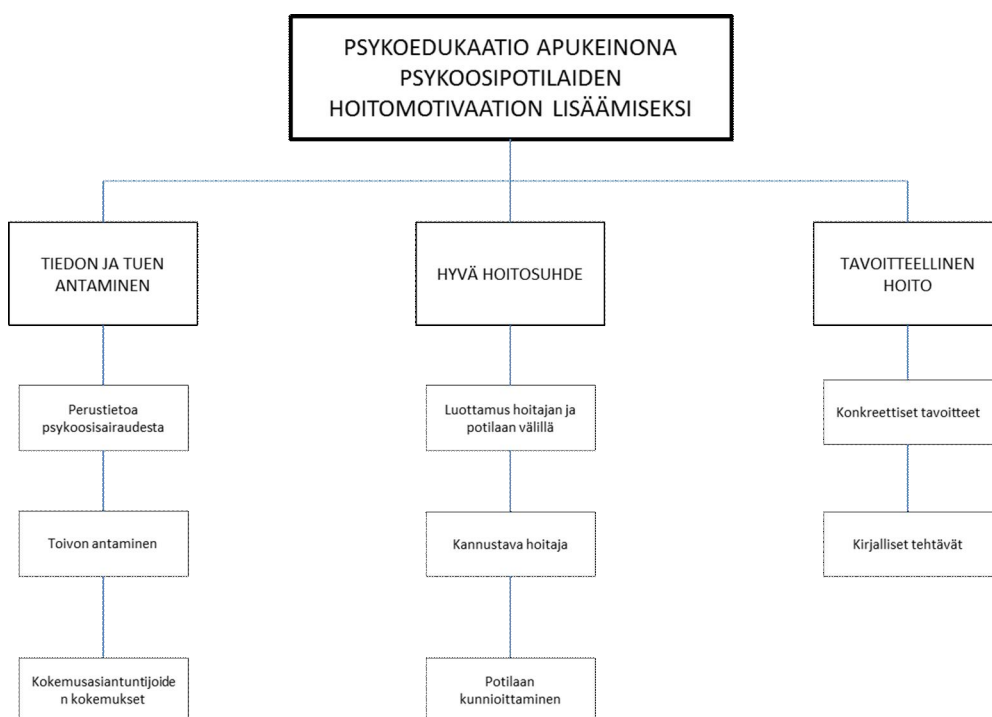 PSYKOEDUKAATIO APUKEINONA
PSYKOOSIPOTILAIDEN
HOITOMOTIVAATION LISÄÄMISEKSI
TIEDON JA TUEN
ANTAMINEN
HYVÄ HOITOSUHDE
TAVOITTEELLINEN
HOITO
Perustietoa
psykoosisairaudesta
Luottamus hoitajan ja
potilaan välillä
Konkreettiset tavoitteet
Toivon antaminen
Kannustava hoitaja
Kirjalliset tehtävät
Kokemusasiantuntijoide
n kokemukset
Potilaan
kunnioittaminen